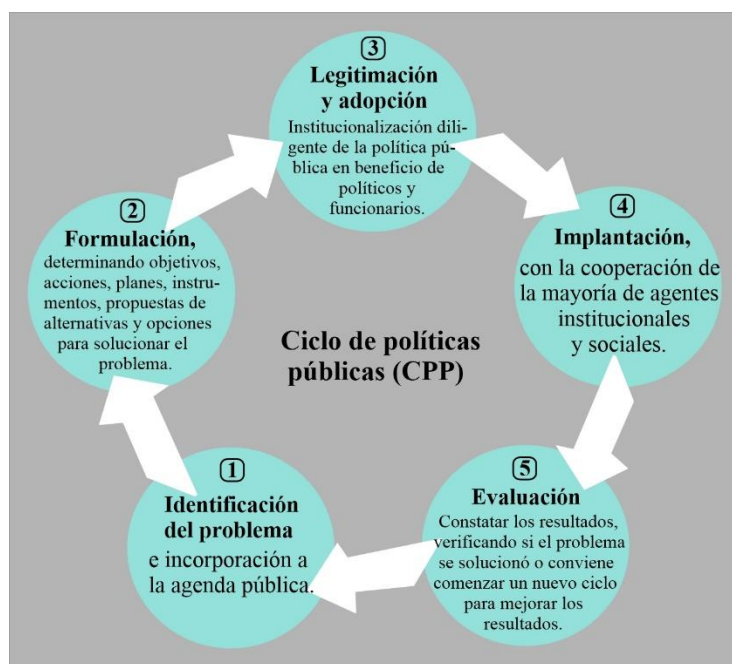 Ciclo de políticas
públicas (CPP)
1
Identificación
del problema
e incorporación a
la agenda pública.
2
Formulación,
determinando objetivos,
acciones, planes, instru-
mentos, propuestas de
alternativas y opciones
para solucionar el
problema.
3
Legitimación
y adopción
Institucionalización dili-
gente de la política pú-
blica en beneficio de
políticos y
funcionarios.
4
Implantación,
con la cooperación de
la mayoría de agentes
institucionales
y sociales.
5
Evaluación
Constatar los resultados,
verificando si el problema
se solucionó o conviene
comenzar un nuevo ciclo
para mejorar los
resultados.